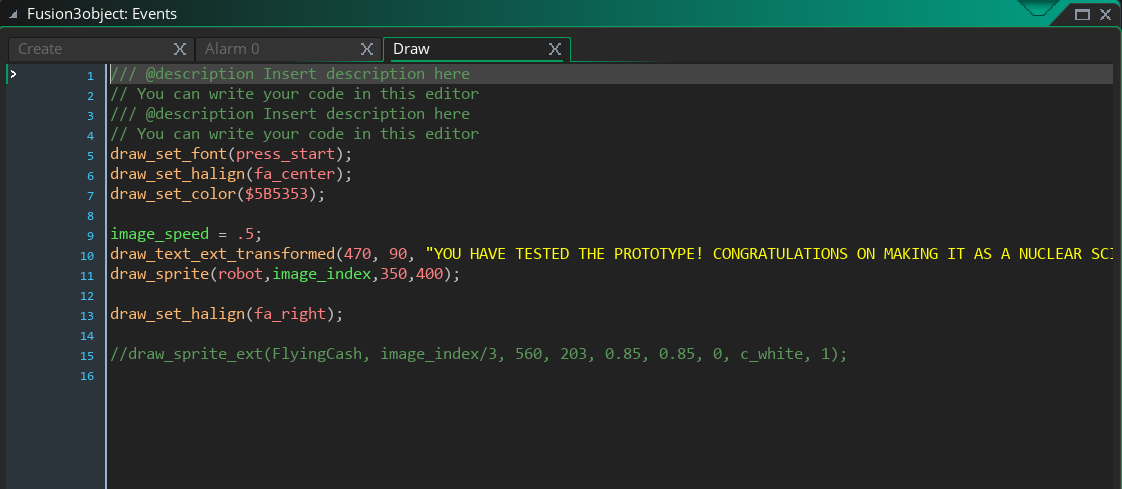 Fusion3object: Events
Create
Alarm 0
Draw
1 /// @description Insert description here
2 // You can write your code in this editor
3 /// @description Insert description here
4 // You can write your code in this editor
5 draw_set_font(press_start);
6 draw_set_halign(fa_center);
7 draw_set_color($5B5353);
8
9 image_speed = .5;
10 draw_text_ext_transformed(470, 90, "YOU HAVE TESTED THE PROTOTYPE! CONGRATULATIONS ON MAKING IT AS A NUCLEAR SCI
11 draw_sprite(robot,image_index,350,400);
12
13 draw_set_halign(fa_right);
14
15 //draw_sprite_ext(FlyingCash, image_index/3, 560, 203, 0.85, 0.85, 0, c_white, 1);
16